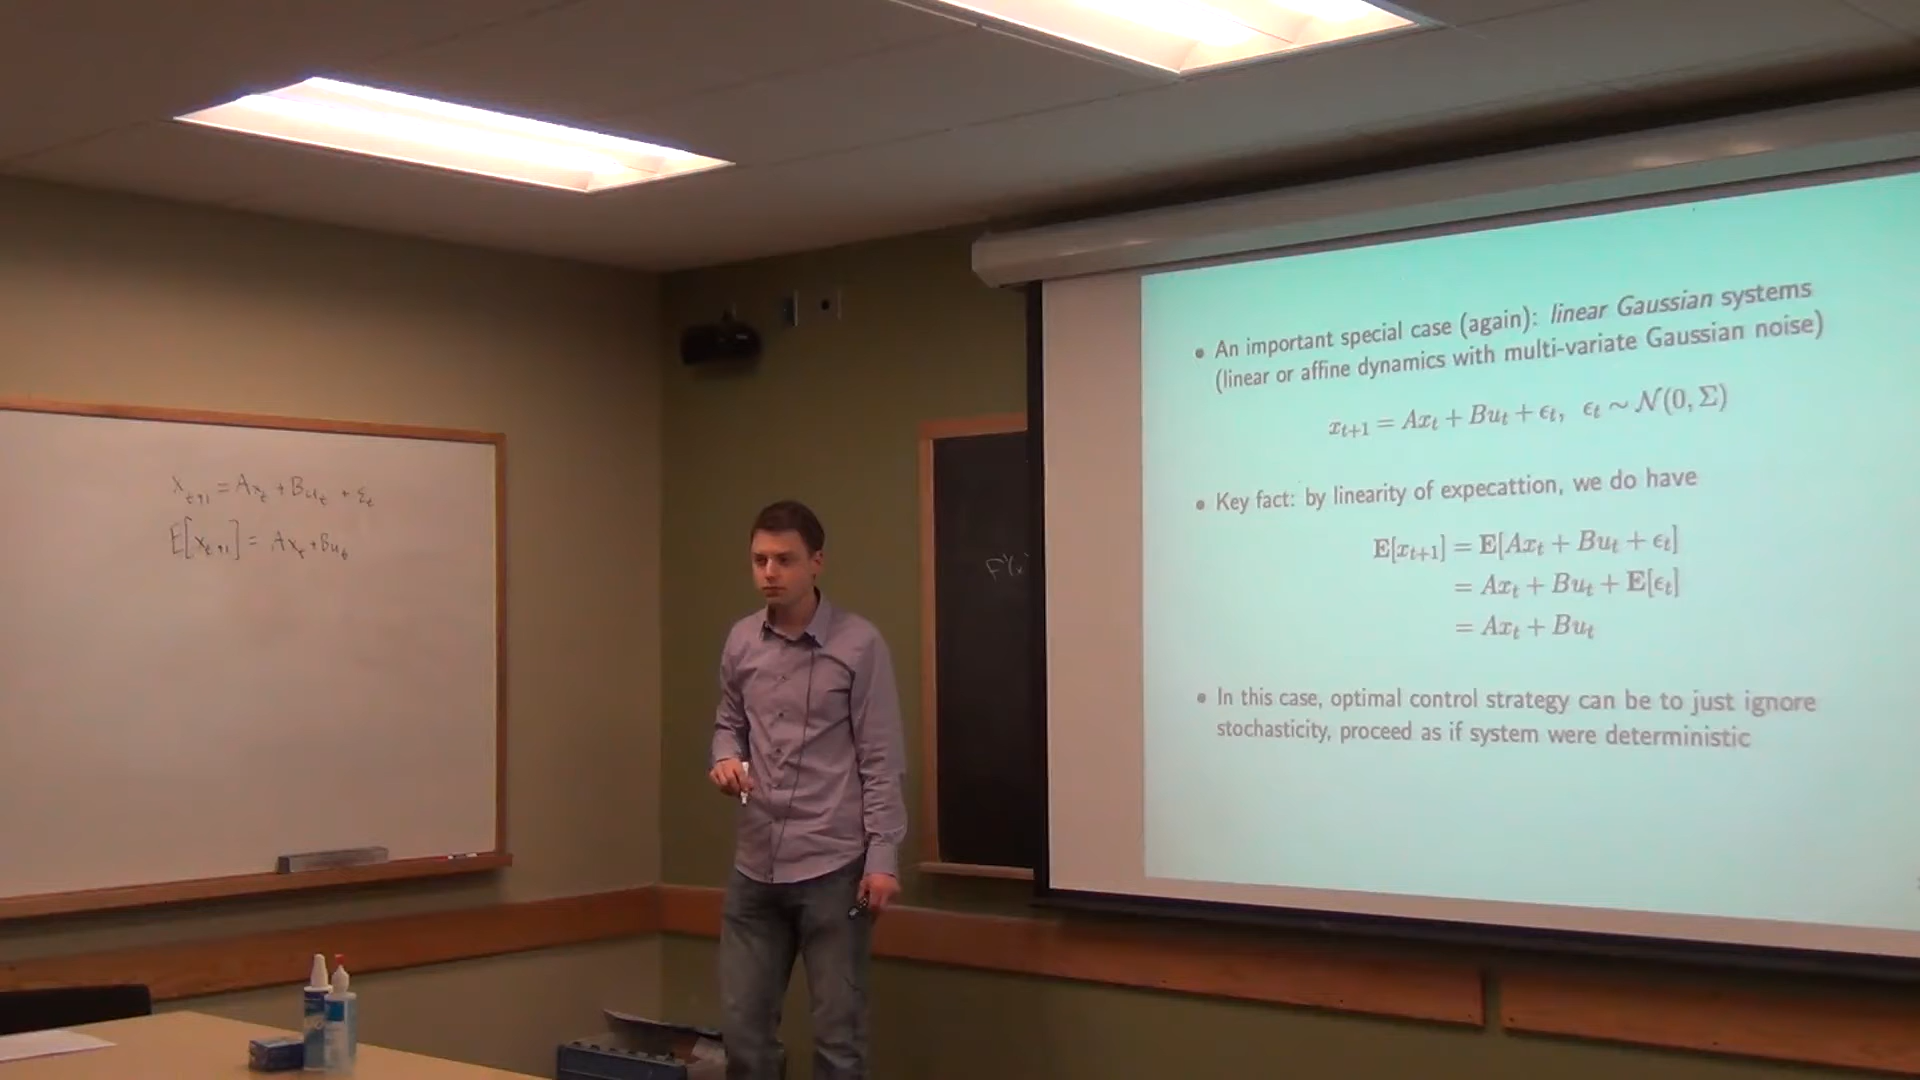 x_{t+1} = Ax_t + Bu_t + ε_t
E[x_{t+1}] = Ax_t + Bu_t
F'(x'
• An important special case (again): linear Gaussian systems
(linear or affine dynamics with multi-variate Gaussian noise)
x_{t+1} = Ax_t + Bu_t + ϵ_t, ϵ_t ∼ 𝒩(0, Σ)
• Key fact: by linearity of expecattion, we do have
E[x_{t+1}] = E[Ax_t + Bu_t + ϵ_t]
= Ax_t + Bu_t + E[ϵ_t]
= Ax_t + Bu_t
• In this case, optimal control strategy can be to just ignore
stochasticity, proceed as if system were deterministic